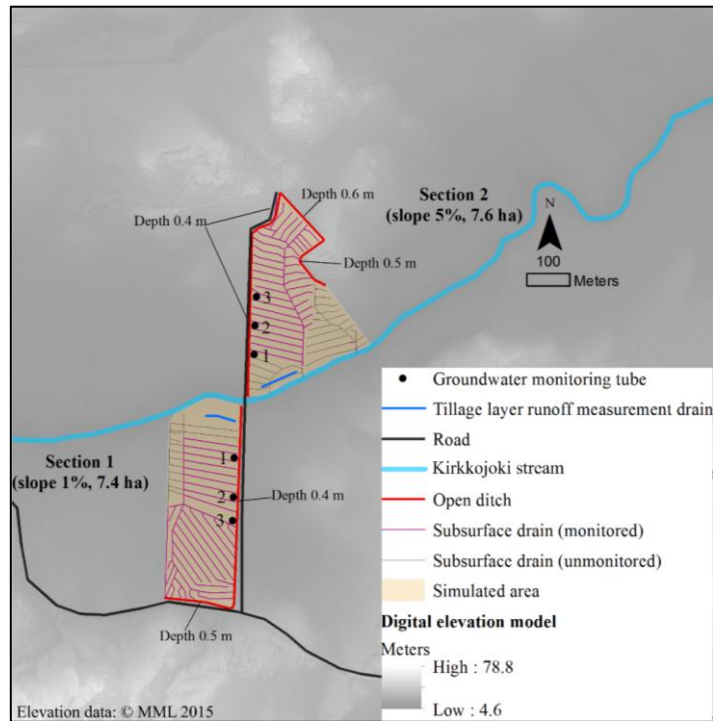 Depth 0.6 m
Section 2
(slope 5%, 7.6 ha)
Depth 0.4 m
N
Depth 0.5 m
100
Meters
3
2
1
Groundwater monitoring tube
Tillage layer runoff measurement drain
Road
Kirkkojoki stream
Open ditch
Subsurface drain (monitored)
Subsurface drain (unmonitored)
Simulated area
Digital elevation model
Meters
High : 78.8
Low : 4.6
Section 1
(slope 1%, 7.4 ha)
1
2
3
Depth 0.4 m
Depth 0.5 m
Elevation data: © MML 2015